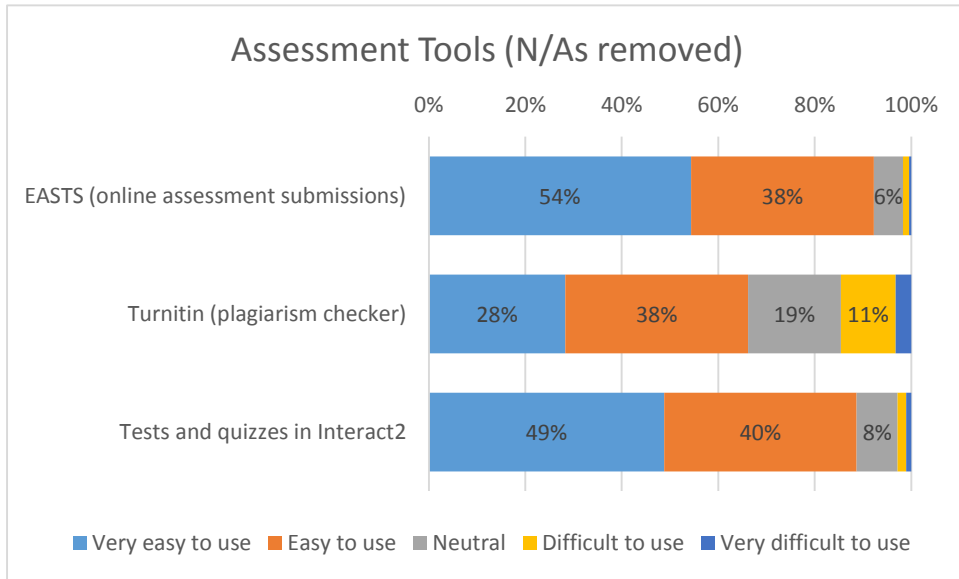 Assessment Tools (N/As removed)
0% 20% 40% 60% 80% 100%
EASTS (online assessment submissions) 54% 38% 6%
Turnitin (plagiarism checker) 28% 38% 19% 11%
Tests and quizzes in Interact2 49% 40% 8%
Very easy to use Easy to use Neutral Difficult to use Very difficult to use